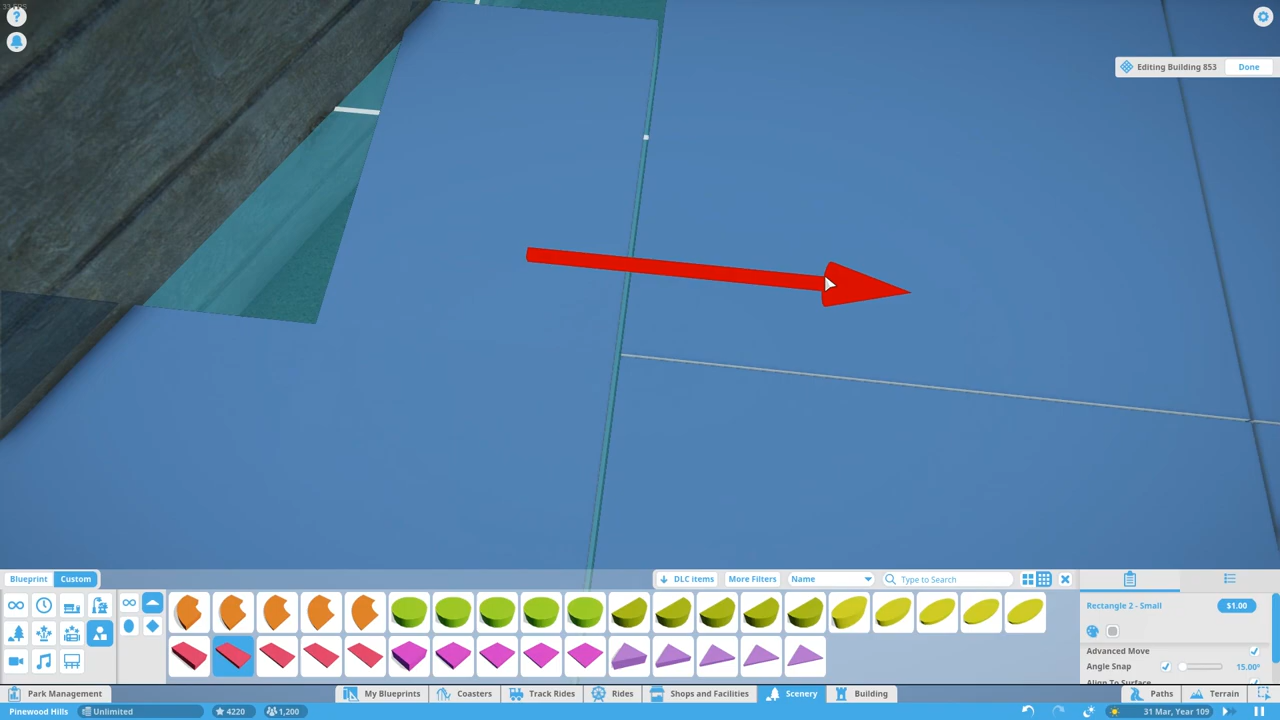 Editing Building 853
Done
Blueprint
Custom
DLC items
More Filters
Name
Type to Search
Rectangle 2 - Small
$1.00
Advanced Move
Angle Snap
15.00°
Park Management
My Blueprints
Coasters
Track Rides
Rides
Shops and Facilities
Scenery
Building
Paths
Terrain
Pinewood Hills
Unlimited
4220
1,200
31 Mar, Year 109